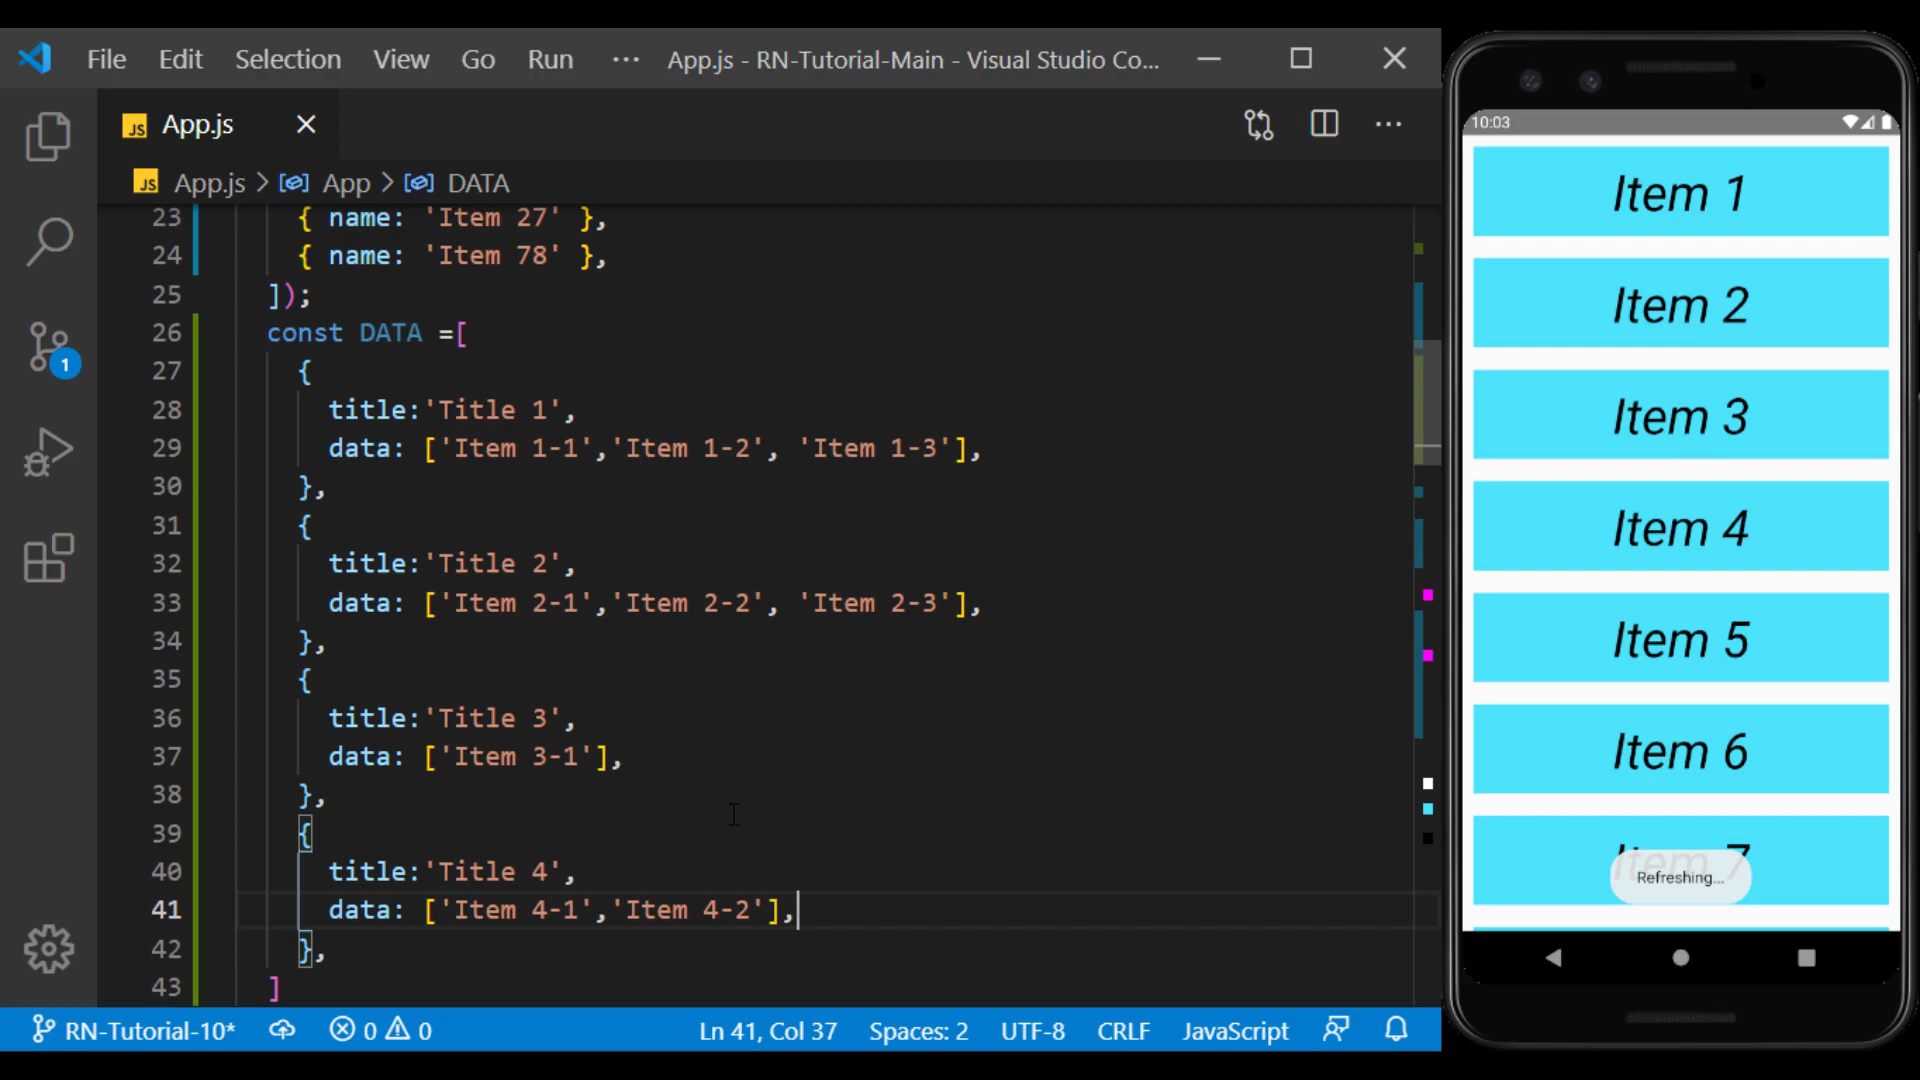 File Edit Selection View Go Run ··· App.js - RN-Tutorial-Main - Visual Studio Co...
JS App.js
JS App.js > App > DATA
23 { name: 'Item 27' },
24 { name: 'Item 78' },
25 ]);
26 const DATA =[
27 {
28 title:'Title 1',
29 data: ['Item 1-1','Item 1-2', 'Item 1-3'],
30 },
31 {
32 title:'Title 2',
33 data: ['Item 2-1','Item 2-2', 'Item 2-3'],
34 },
35 {
36 title:'Title 3',
37 data: ['Item 3-1'],
38 },
39 {
40 title:'Title 4',
41 data: ['Item 4-1','Item 4-2'],
42 },
43 ]
1
RN-Tutorial-10* 0 0 Ln 41, Col 37 Spaces: 2 UTF-8 CRLF JavaScript
10:03
Item 1
Item 2
Item 3
Item 4
Item 5
Item 6
Item 7
Refreshing...